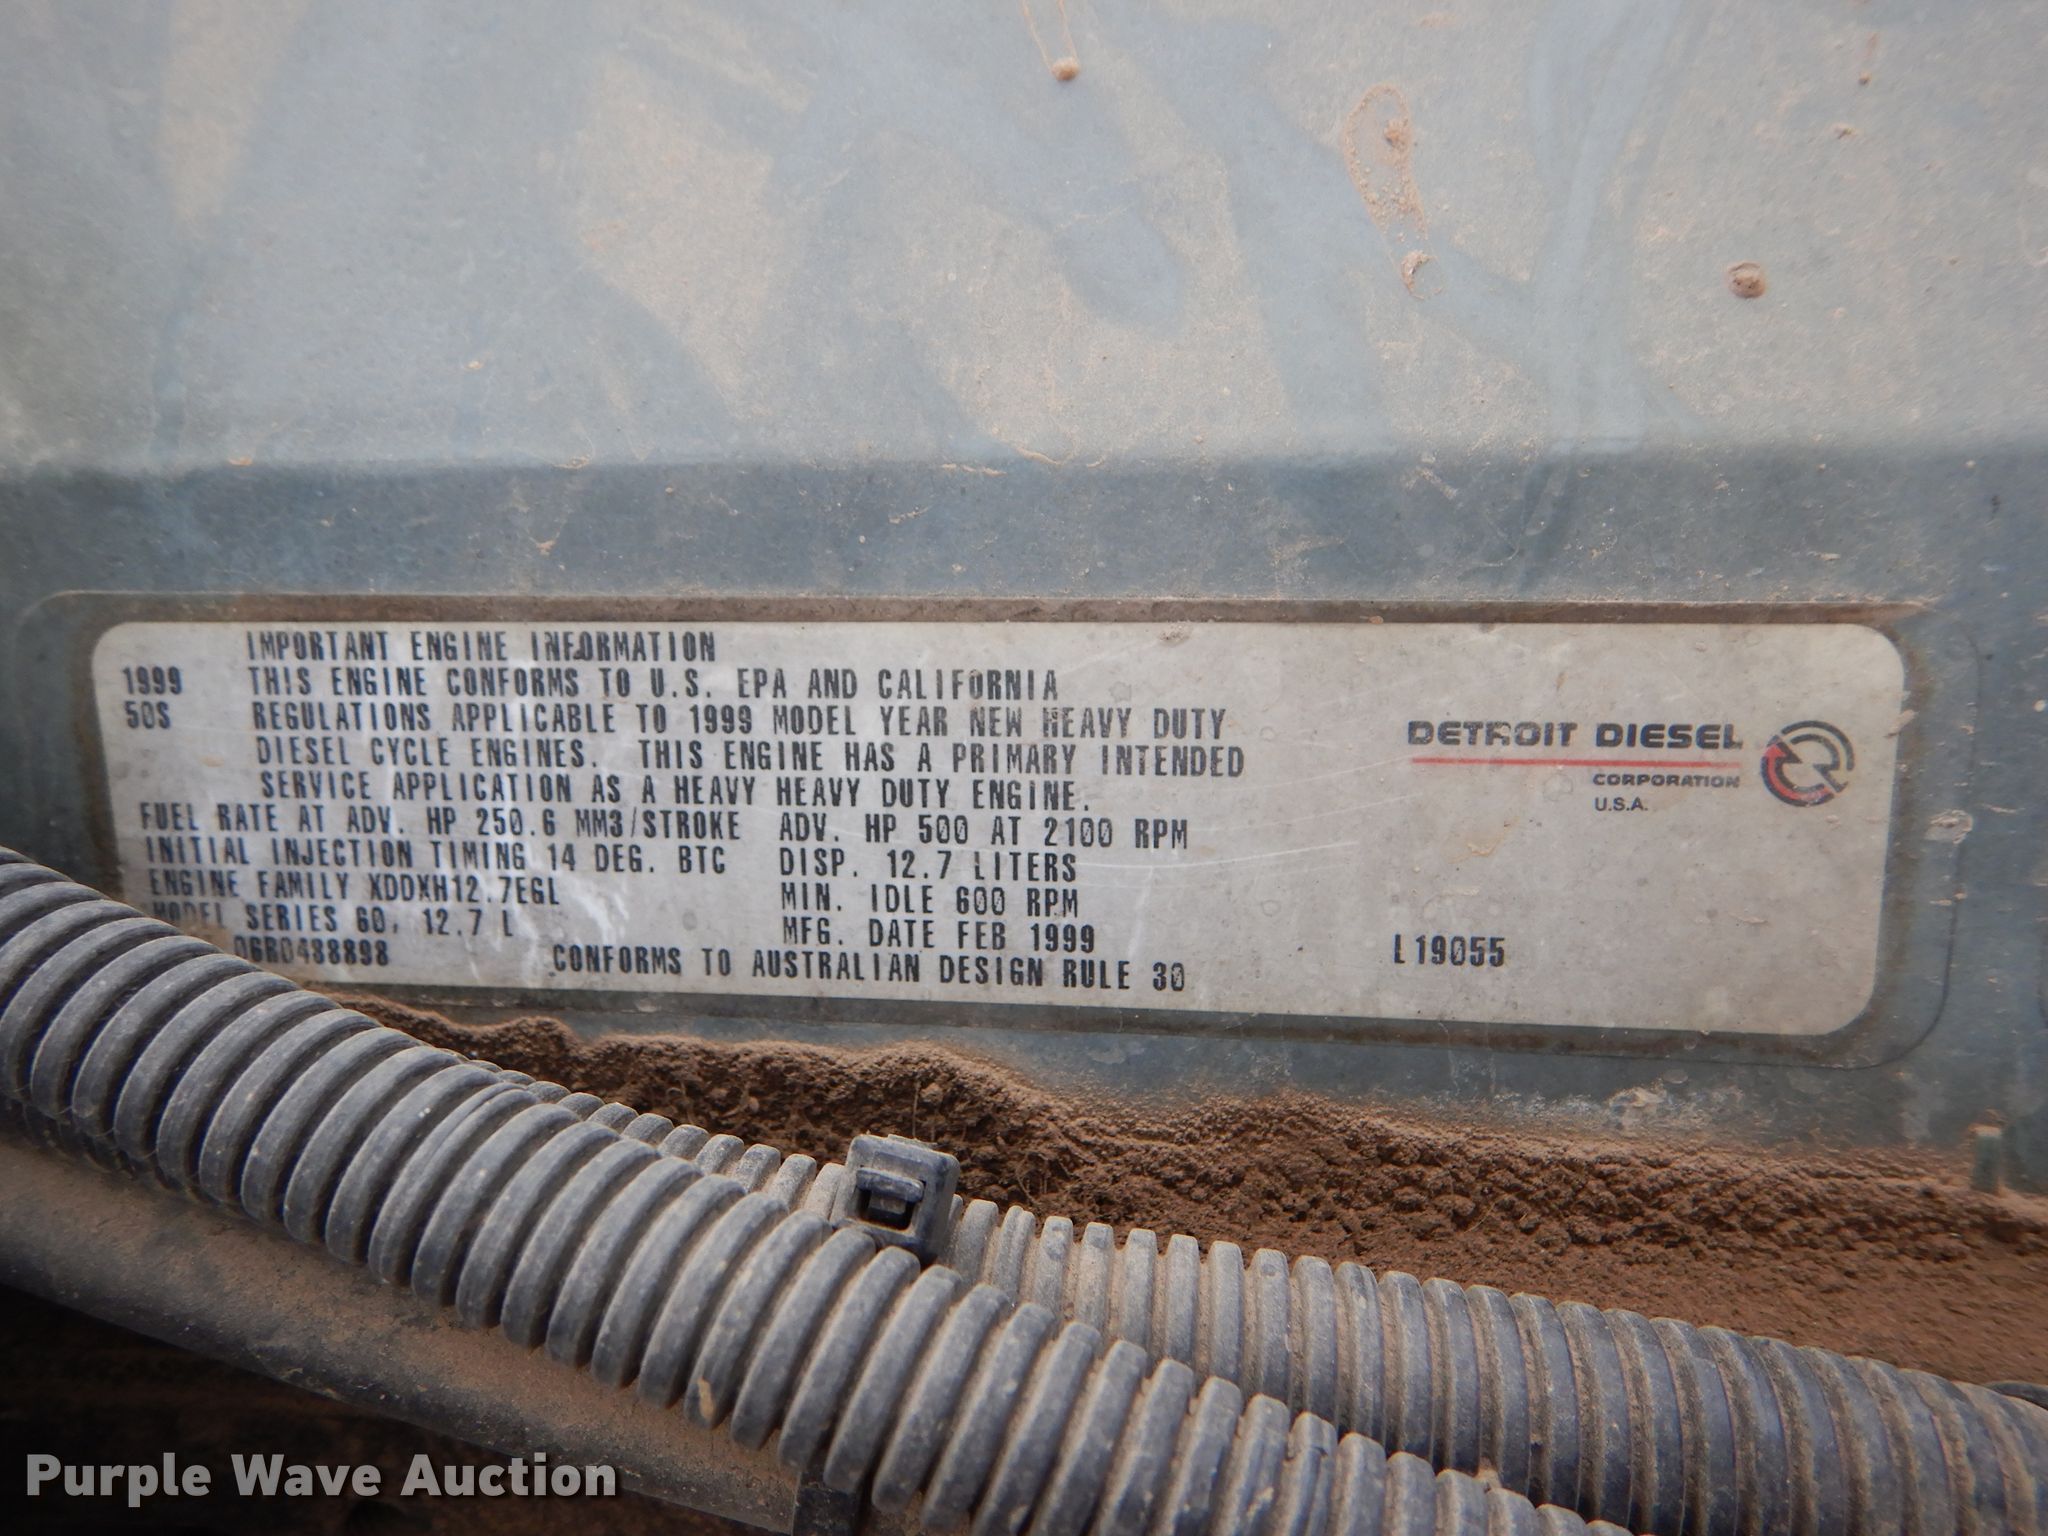 IMPORTANT ENGINE INFORMATION
1999 THIS ENGINE CONFORMS TO U.S. EPA AND CALIFORNIA
50S REGULATIONS APPLICABLE TO 1999 MODEL YEAR NEW HEAVY DUTY
DIESEL CYCLE ENGINES. THIS ENGINE HAS A PRIMARY INTENDED
SERVICE APPLICATION AS A HEAVY HEAVY DUTY ENGINE.
FUEL RATE AT ADV. HP 250.6 MM3/STROKE ADV. HP 500 AT 2100 RPM
INITIAL INJECTION TIMING 14 DEG. BTC DISP. 12.7 LITERS
ENGINE FAMILY XDDXH12.7EGL MIN. IDLE 600 RPM
MODEL SERIES 60, 12.7 L MFG. DATE FEB 1999
06R0488898 CONFORMS TO AUSTRALIAN DESIGN RULE 30
DETROIT DIESEL
CORPORATION
U.S.A.
L19055
Purple Wave Auction